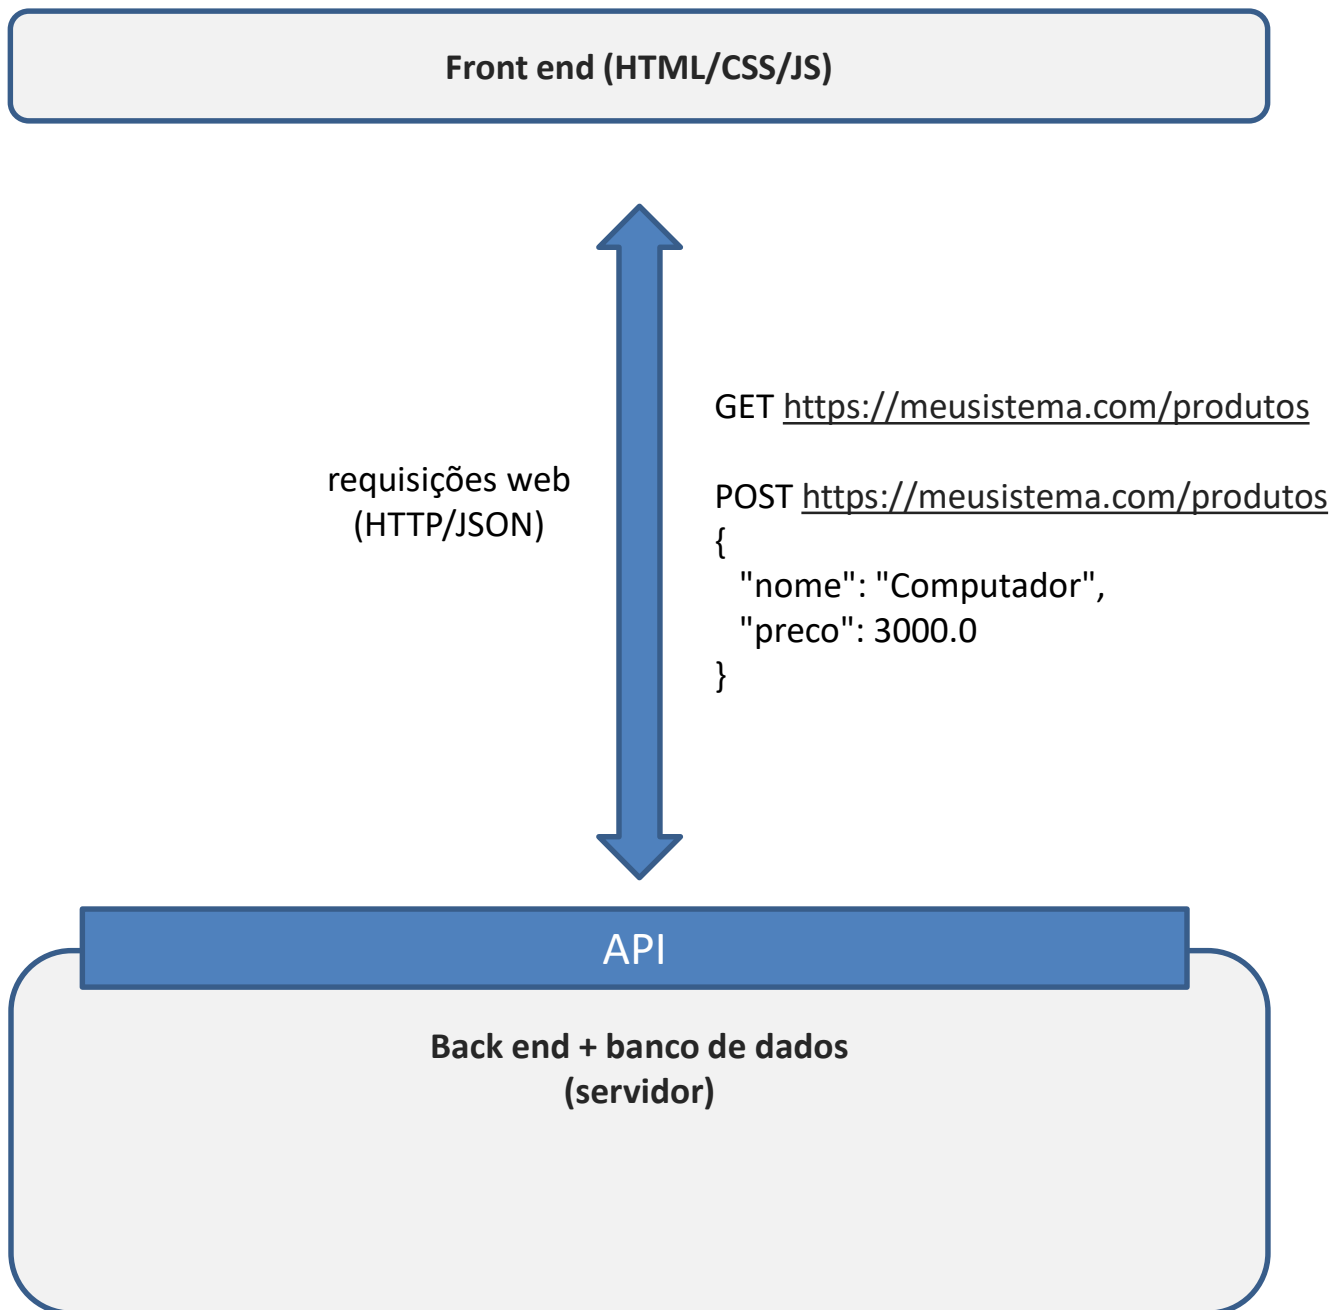 Front end (HTML/CSS/JS)
requisições web
(HTTP/JSON)
GET https://meusistema.com/produtos
POST https://meusistema.com/produtos
{
"nome": "Computador",
"preco": 3000.0
}
API
Back end + banco de dados
(servidor)